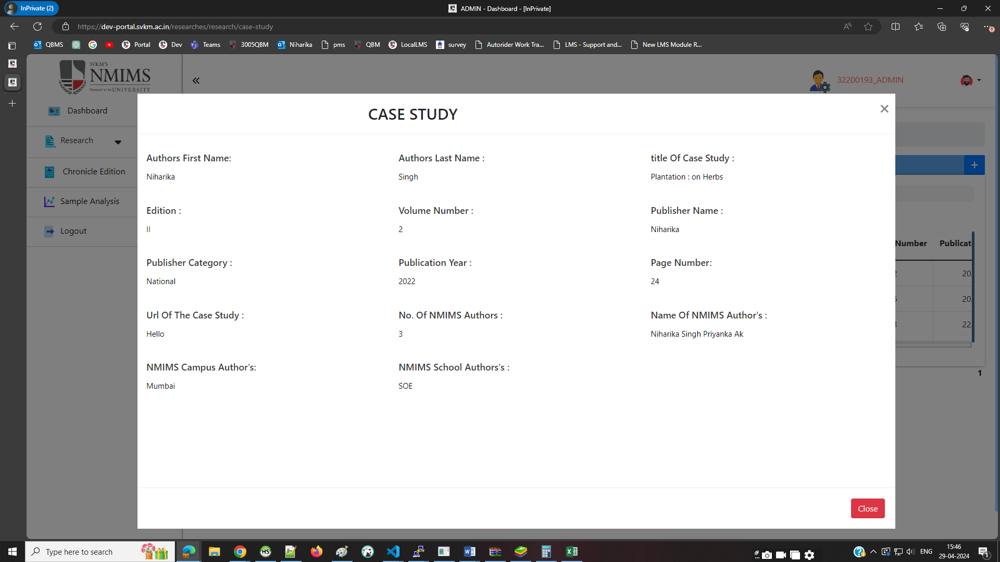 InPrivate (2)
ADMIN - Dashboard - [InPrivate]
https://dev-portal.svkm.ac.in/researches/research/case-study
QBMS
Portal
Dev
Teams
3005QBM
Niharika
pms
QBM
LocalLMS
survey
Autorider Work Tra...
LMS - Support and...
New LMS Module R...
SVKM'S
NMIMS
Deemed to be UNIVERSITY
32200193_ADMIN
Dashboard
Research
Chronicle Edition
Sample Analysis
Logout
CASE STUDY
Authors First Name:
Niharika
Authors Last Name :
Singh
title Of Case Study :
Plantation : on Herbs
Edition :
II
Volume Number :
2
Publisher Name :
Niharika
Publisher Category :
National
Publication Year :
2022
Page Number:
24
Url Of The Case Study :
Hello
No. Of NMIMS Authors :
3
Name Of NMIMS Author's :
Niharika Singh Priyanka Ak
NMIMS Campus Author's:
Mumbai
NMIMS School Authors's :
SOE
Number
Publicat
20.
20.
22.
1
Close
Type here to search
HS
ENG
15:46
29-04-2024
1